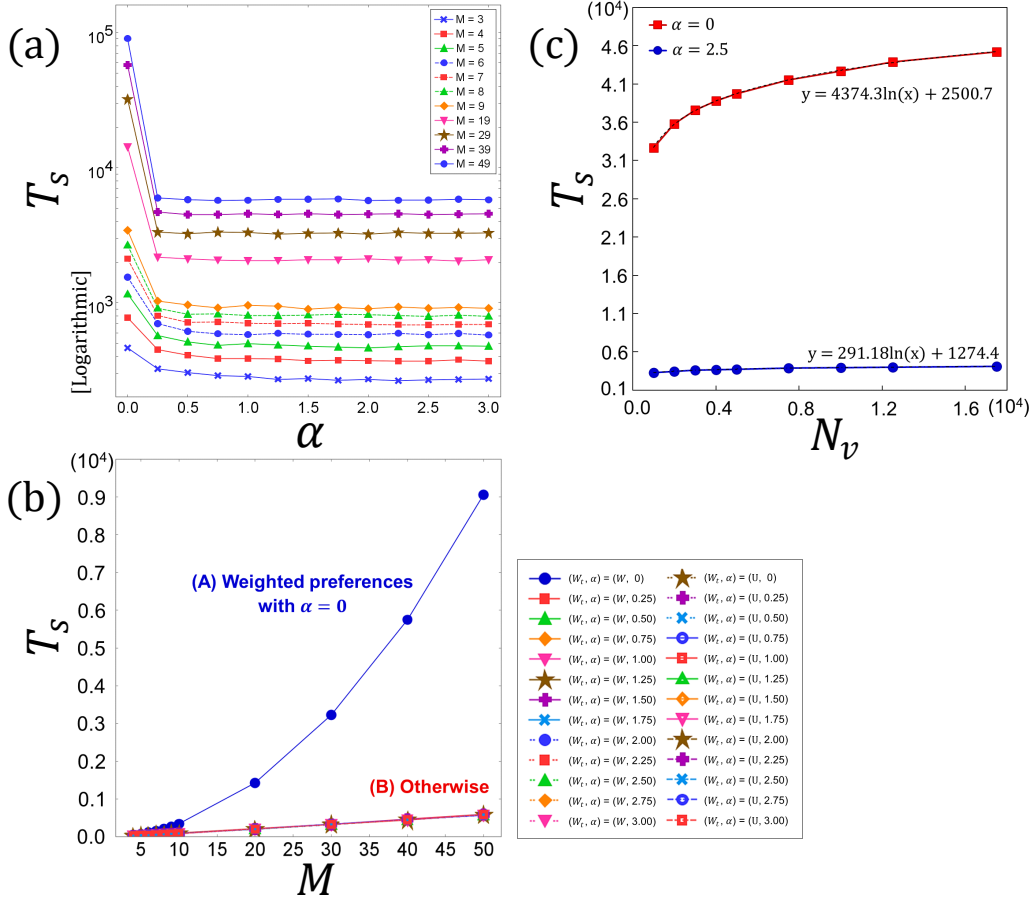 (a)
T_s
[Logarithmic]
10^5
10^4
10^3
M = 3
M = 4
M = 5
M = 6
M = 7
M = 8
M = 9
M = 19
M = 29
M = 39
M = 49
0.0 0.5 1.0 1.5 2.0 2.5 3.0
α
(c)
(10^4)
T_s
α = 0
α = 2.5
4.6
4.1
3.6
3.1
2.6
2.1
1.6
1.1
0.6
0.1
y = 4374.3ln(x) + 2500.7
y = 291.18ln(x) + 1274.4
0.0 0.4 0.8 1.2 1.6 (10^4)
N_v
(b)
(10^4)
T_s
0.9
0.8
0.7
0.6
0.5
0.4
0.3
0.2
0.1
0.0
(A) Weighted preferences
with α = 0
(B) Otherwise
5 10 15 20 25 30 35 40 45 50
M
(W_t, α) = (W, 0)
(W_t, α) = (W, 0.25)
(W_t, α) = (W, 0.50)
(W_t, α) = (W, 0.75)
(W_t, α) = (W, 1.00)
(W_t, α) = (W, 1.25)
(W_t, α) = (W, 1.50)
(W_t, α) = (W, 1.75)
(W_t, α) = (W, 2.00)
(W_t, α) = (W, 2.25)
(W_t, α) = (W, 2.50)
(W_t, α) = (W, 2.75)
(W_t, α) = (W, 3.00)
(W_t, α) = (U, 0)
(W_t, α) = (U, 0.25)
(W_t, α) = (U, 0.50)
(W_t, α) = (U, 0.75)
(W_t, α) = (U, 1.00)
(W_t, α) = (U, 1.25)
(W_t, α) = (U, 1.50)
(W_t, α) = (U, 1.75)
(W_t, α) = (U, 2.00)
(W_t, α) = (U, 2.25)
(W_t, α) = (U, 2.50)
(W_t, α) = (U, 2.75)
(W_t, α) = (U, 3.00)